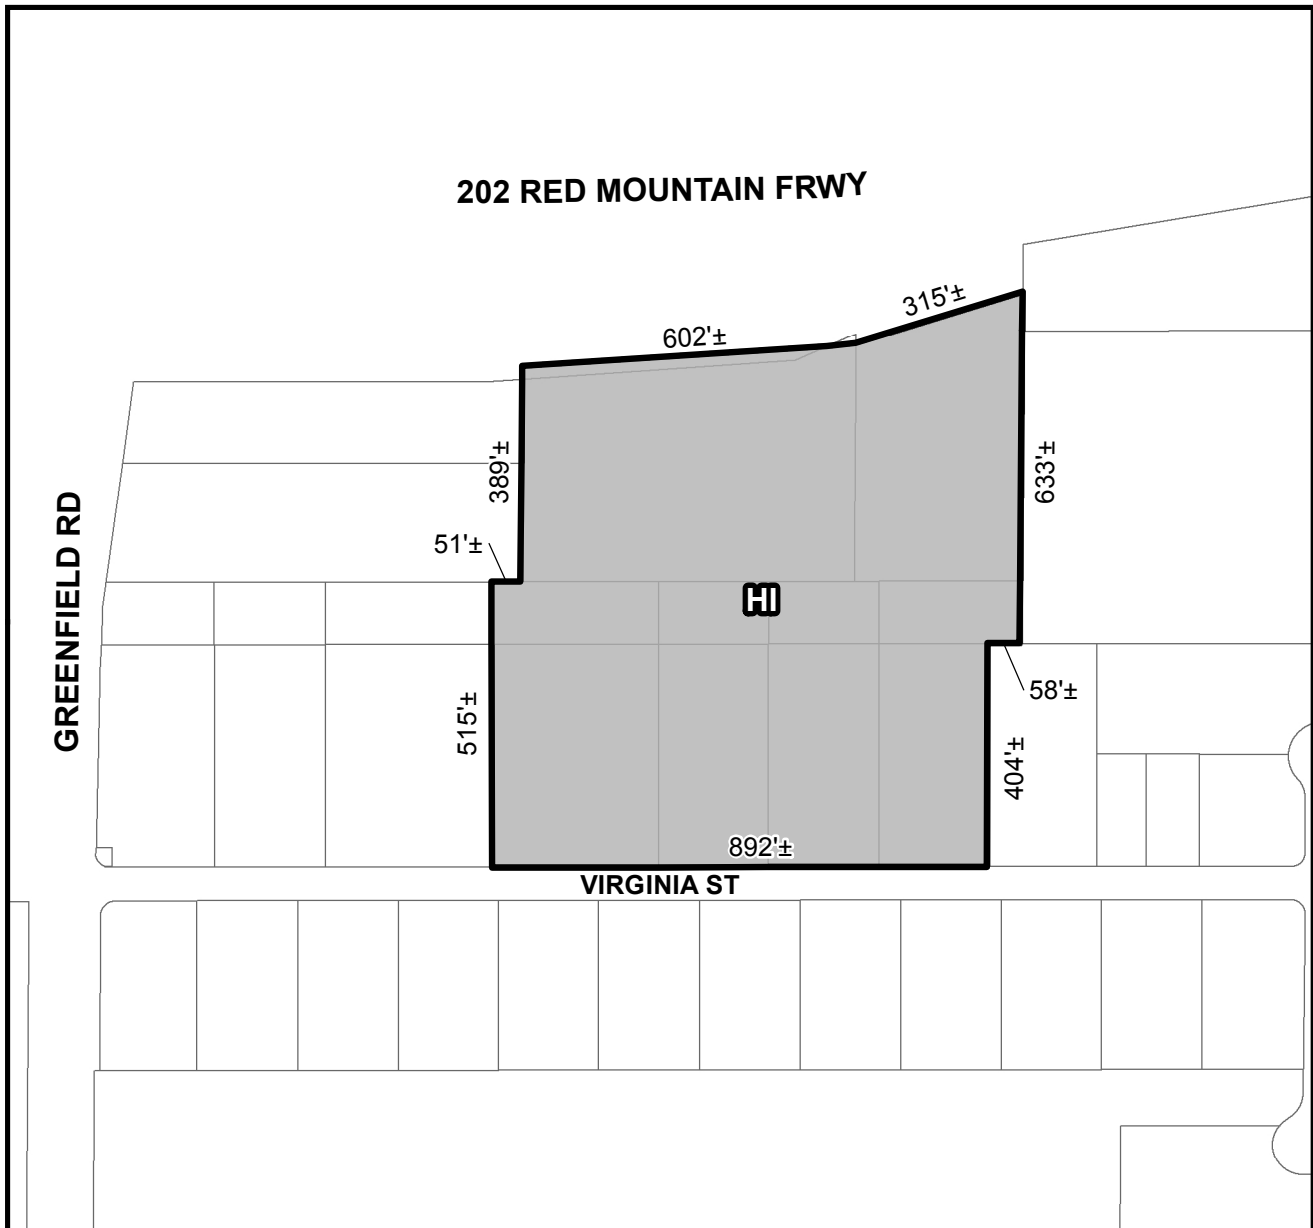 202 RED MOUNTAIN FRWY
315'±
602'±
389'±
633'±
GREENFIELD RD
51'±
HI
58'±
515'±
404'±
892'±
VIRGINIA ST